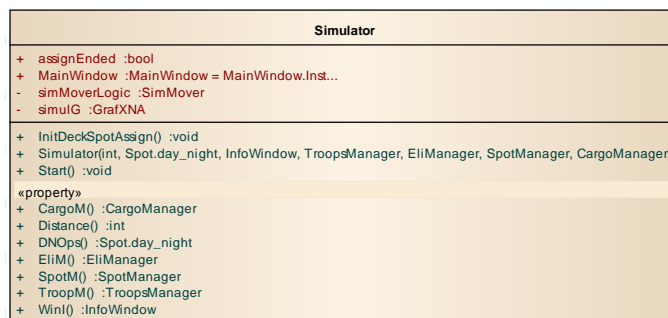 Simulator
+ assignEnded :bool
+ MainWindow :MainWindow = MainWindow.Inst...
- simMoverLogic :SimMover
- simulG :GrafXNA
+ InitDeckSpotAssign() :void
+ Simulator(int, Spot.day_night, InfoWindow, TroopsManager, EliManager, SpotManager, CargoManager
+ Start() :void
«property»
+ CargoM() :CargoManager
+ Distance() :int
+ DNOps() :Spot.day_night
+ EliM() :EliManager
+ SpotM() :SpotManager
+ TroopM() :TroopsManager
+ WinI() :InfoWindow